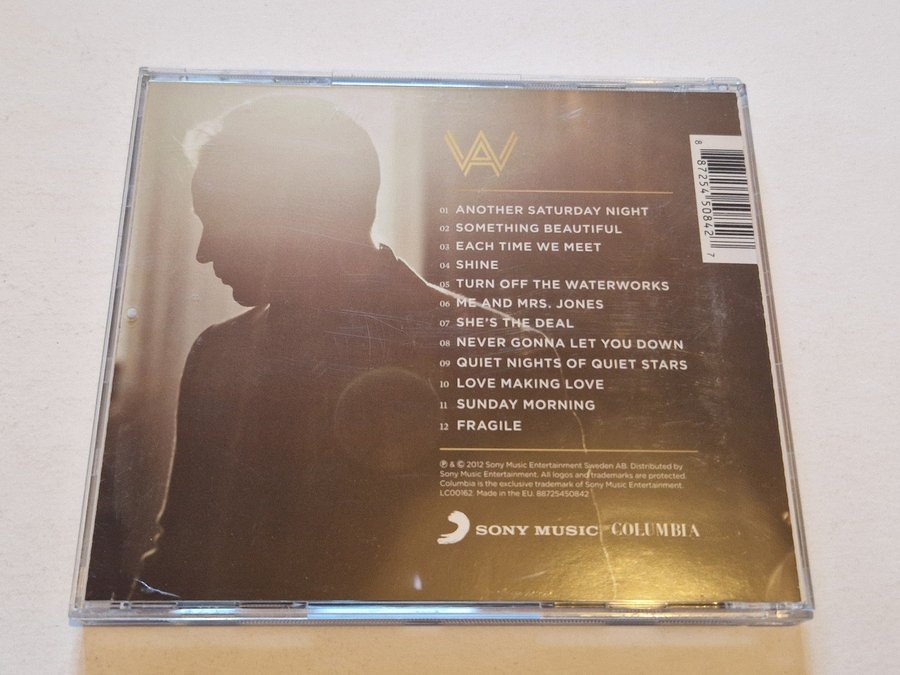 WA
01 ANOTHER SATURDAY NIGHT
02 SOMETHING BEAUTIFUL
03 EACH TIME WE MEET
04 SHINE
05 TURN OFF THE WATERWORKS
06 ME AND MRS. JONES
07 SHE'S THE DEAL
08 NEVER GONNA LET YOU DOWN
09 QUIET NIGHTS OF QUIET STARS
10 LOVE MAKING LOVE
11 SUNDAY MORNING
12 FRAGILE
℗ & © 2012 Sony Music Entertainment Sweden AB. Distributed by
Sony Music Entertainment. All logos and trademarks are protected.
Columbia is the exclusive trademark of Sony Music Entertainment.
LC00162. Made in the EU. 88725450842
SONY MUSIC COLUMBIA
8 87254 50842 7